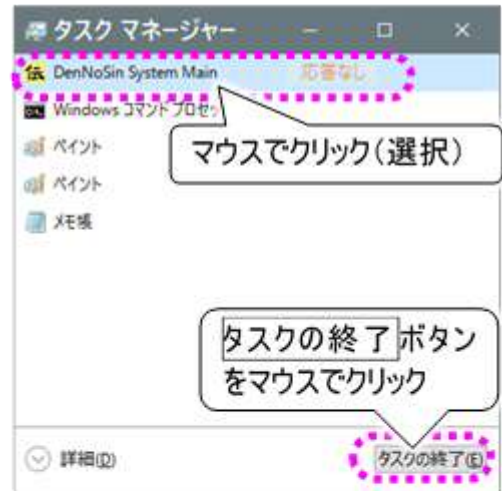 タスク マネージャー
DenNoSin System Main 応答なし
Windows コマンド プロセッ
マウスでクリック(選択)
ペイント
ペイント
メモ帳
タスクの終了ボタン
をマウスでクリック
詳細(D)
タスクの終了(E)